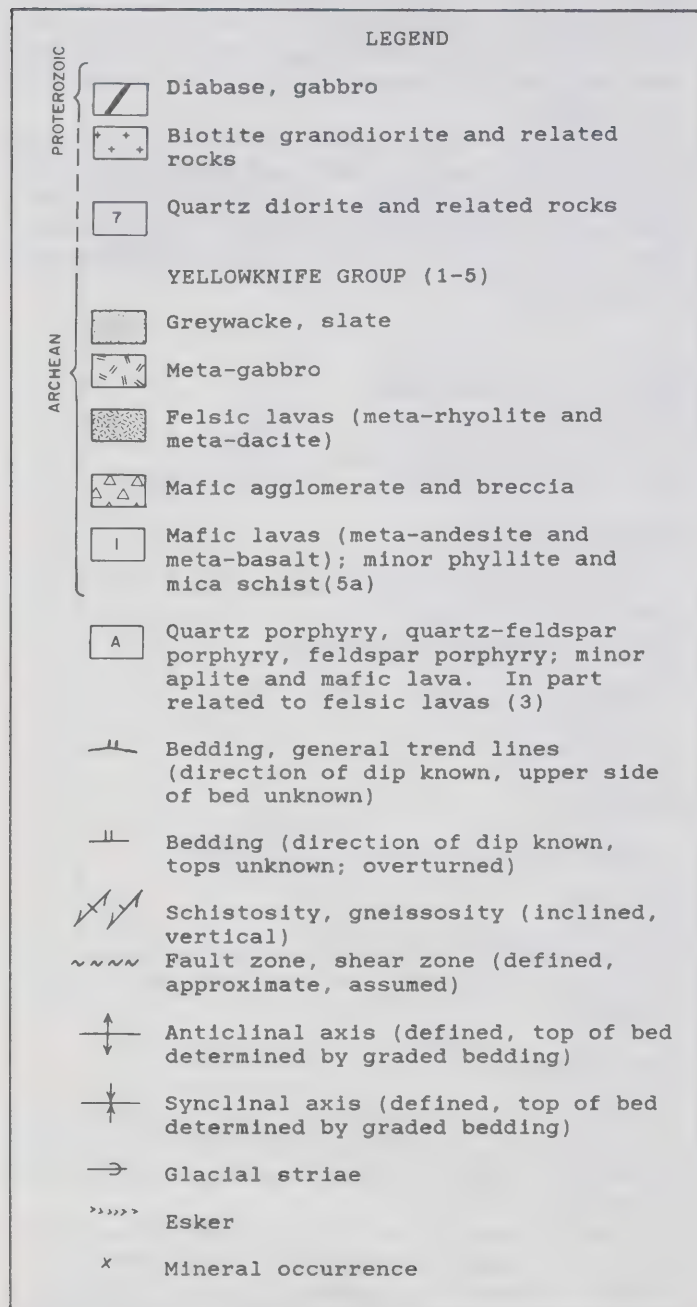 LEGEND
PROTEROZOIC
Diabase, gabbro
Biotite granodiorite and related
rocks
7 Quartz diorite and related rocks
YELLOWKNIFE GROUP (1-5)
ARCHEAN
Greywacke, slate
Meta-gabbro
Felsic lavas (meta-rhyolite and
meta-dacite)
Mafic agglomerate and breccia
1 Mafic lavas (meta-andesite and
meta-basalt); minor phyllite and
mica schist(5a)
A Quartz porphyry, quartz-feldspar
porphyry, feldspar porphyry; minor
aplite and mafic lava. In part
related to felsic lavas (3)
Bedding, general trend lines
(direction of dip known, upper side
of bed unknown)
Bedding (direction of dip known,
tops unknown; overturned)
Schistosity, gneissosity (inclined,
vertical)
Fault zone, shear zone (defined,
approximate, assumed)
Anticlinal axis (defined, top of bed
determined by graded bedding)
Synclinal axis (defined, top of bed
determined by graded bedding)
Glacial striae
Esker
x Mineral occurrence